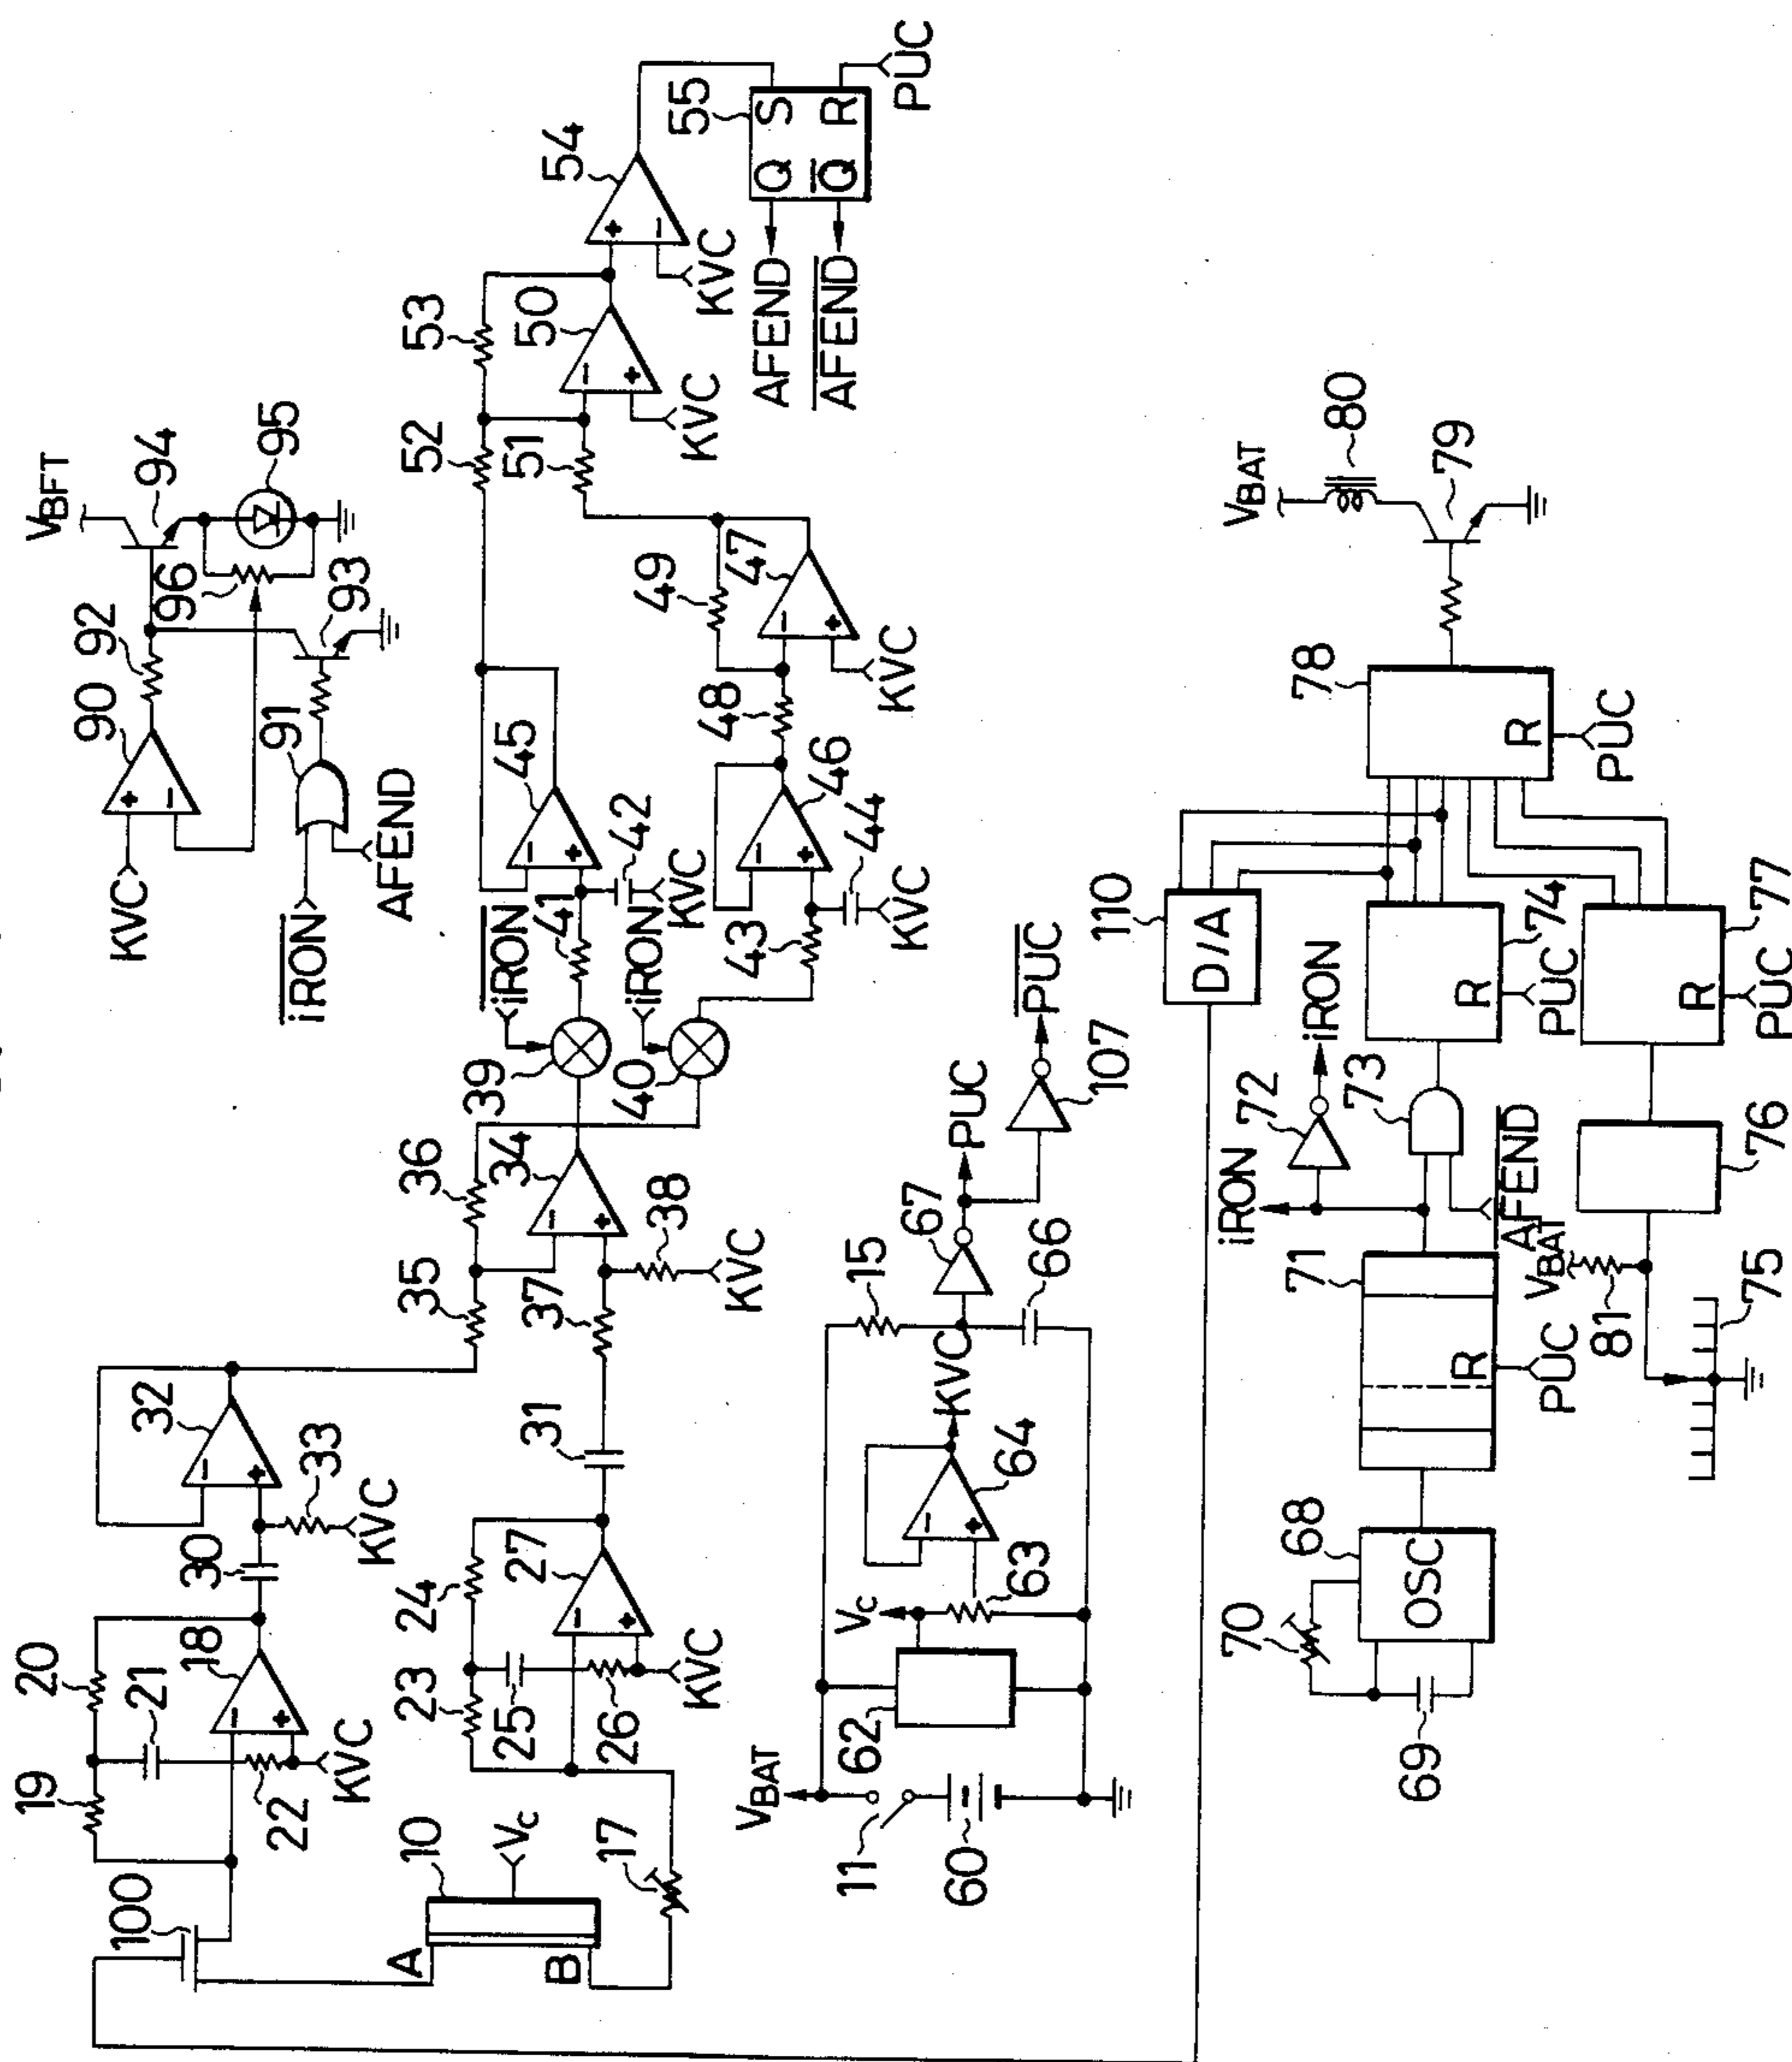 VBFT
94
95
96
93
90
92
91
KVC
iRON
AFEND
54
55
S
Q
R
Q
PUC
AFEND
AFEND
KVC
53
50
52
51
KVC
45
41
42
iRON
KVC
39
49
47
48
KVC
46
44
43
KVC
iRON
40
36
34
35
37
38
KVC
32
30
33
KVC
31
20
21
18
19
22
KVC
24
27
23
25
26
KVC
100
10
A
B
Vc
17
PUC
PUC
107
67
15
66
KVC
64
63
Vc
62
VBAT
11
60
110
D/A
VBAT
80
79
78
R
PUC
74
R
PUC
77
R
PUC
iRON
72
73
iRON
AFEND
76
71
R
PUC
VBAT
81
75
68
OSC
70
69